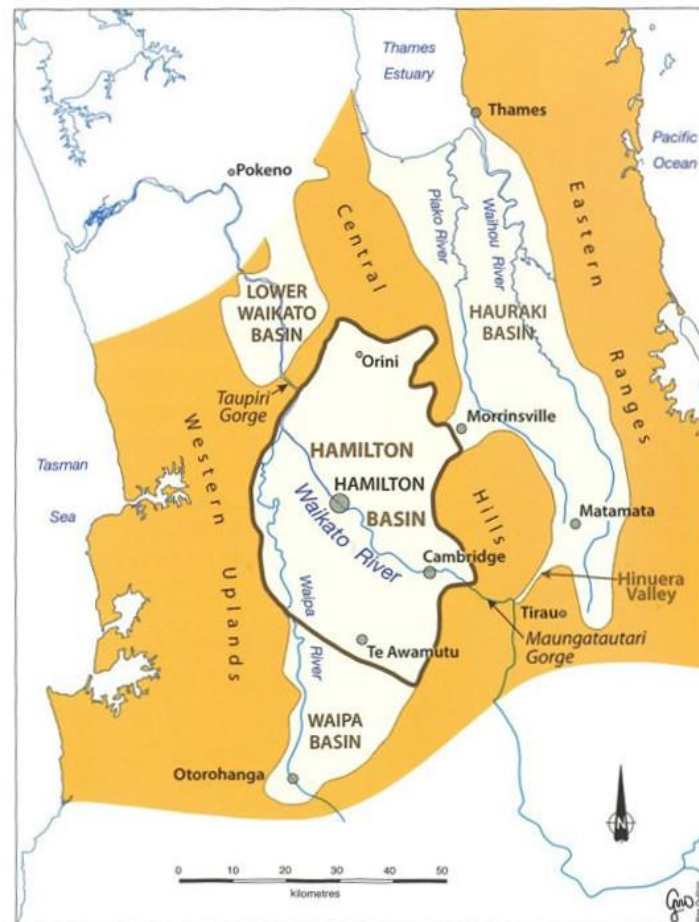 Thames
Estuary
Thames
Pacific
Ocean
Pokeno
Piako River
Waihou River
Central
Eastern
LOWER
WAIKATO
BASIN
HAURAKI
BASIN
Orini
Taupiri
Gorge
Ranges
Morrinsville
Western
HAMILTON
Tasman
Sea
HAMILTON
BASIN
Hills
Matamata
Waikato River
Cambridge
Hinuera
Valley
Uplands
Waipa
River
Tirau
Maungatautari
Gorge
Te Awamutu
WAIPA
BASIN
Otorohanga
N
0 10 20 30 40 50
kilometres